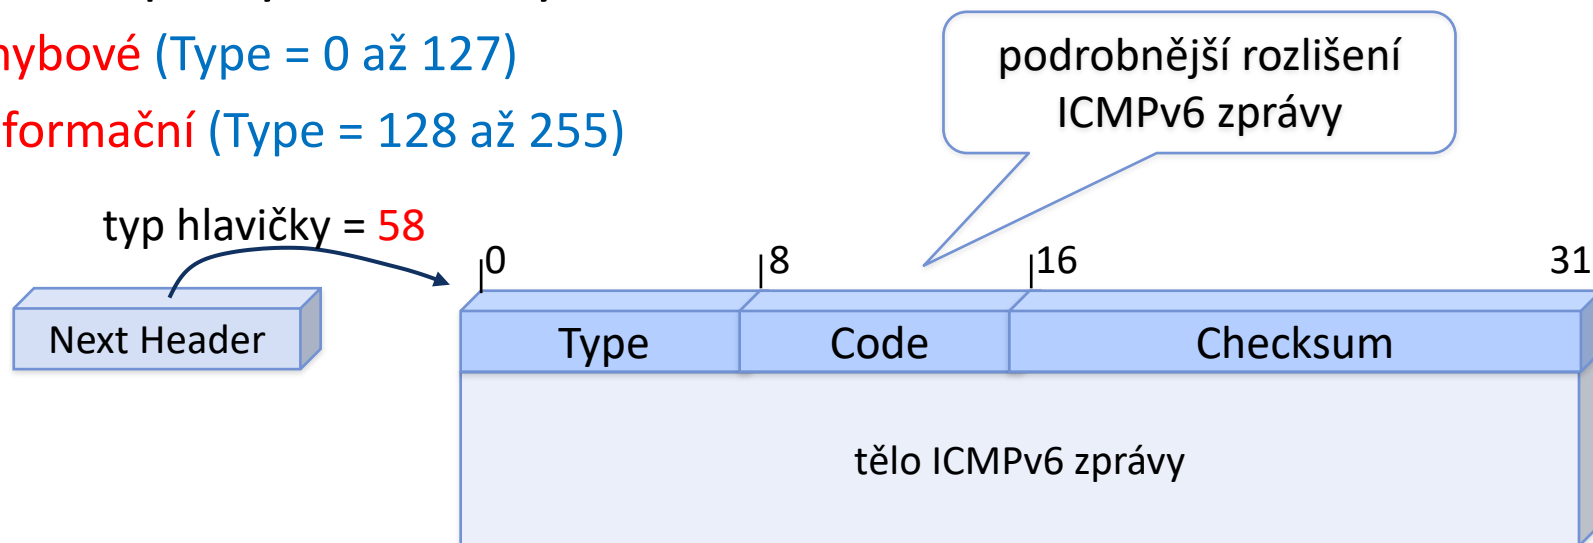 hybové (Type = 0 až 127)
formační (Type = 128 až 255)
podrobnější rozlišení
ICMPv6 zprávy
typ hlavičky = 58
0 8 16 31
Next Header
Type Code Checksum
tělo ICMPv6 zprávy